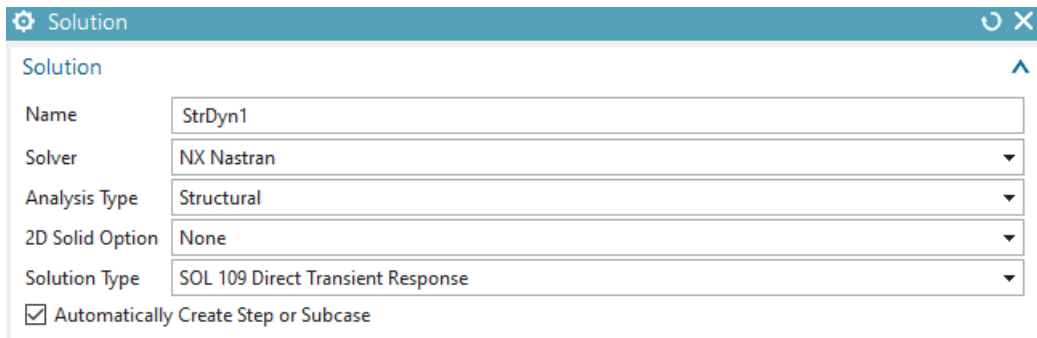 Solution
Solution
Name StrDyn1
Solver NX Nastran
Analysis Type Structural
2D Solid Option None
Solution Type SOL 109 Direct Transient Response
Automatically Create Step or Subcase